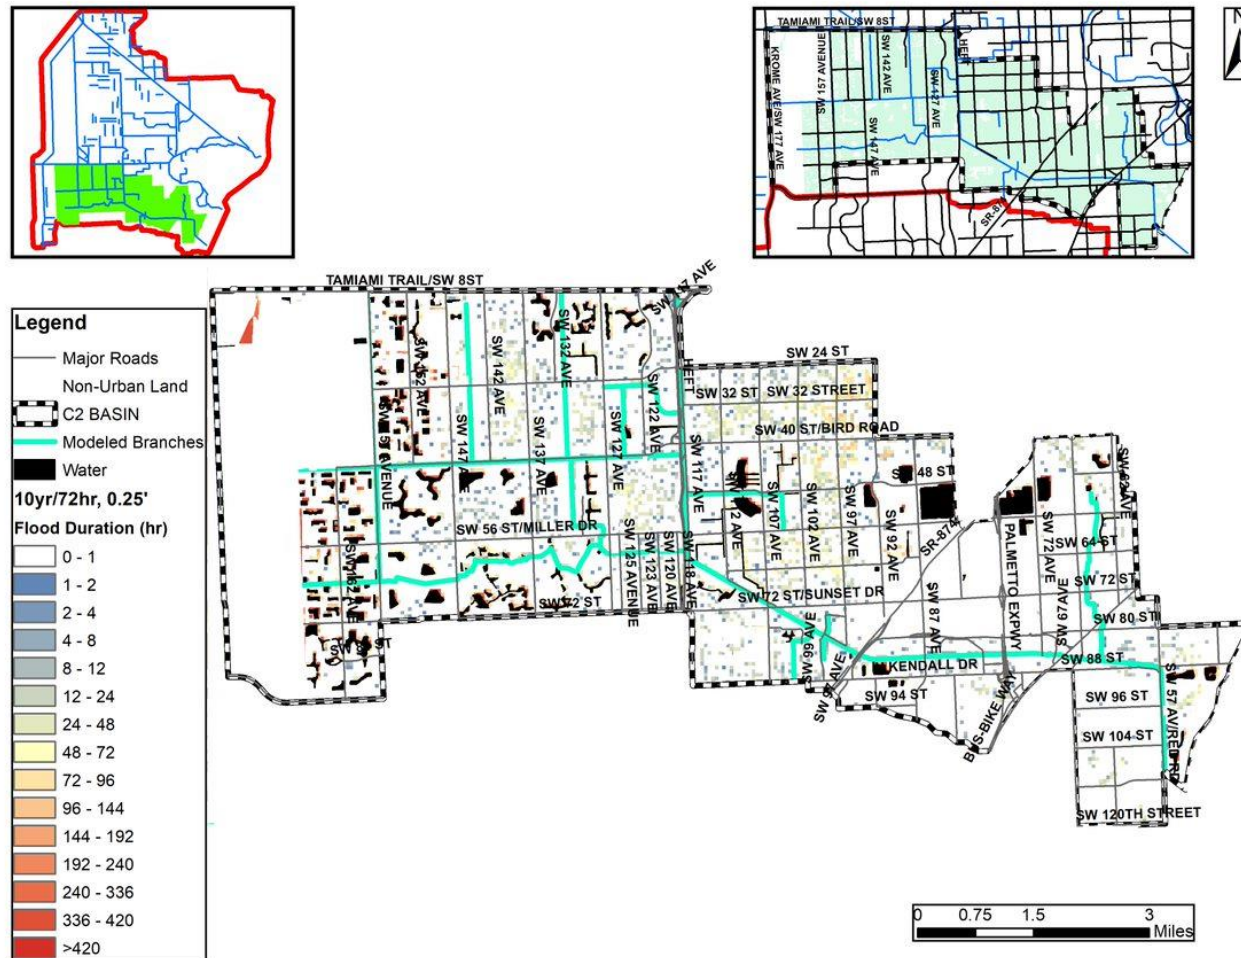 TAMIAMI TRAIL/SW 8ST
KROME AVE/SW 177 AVE
SW 157 AVENUE
SW 142 AVE
SW 147 AVE
SW 127 AVE
HEFT
SR-874
Legend
Major Roads
Non-Urban Land
C2 BASIN
Modeled Branches
Water
10yr/72hr, 0.25'
Flood Duration (hr)
0 - 1
1 - 2
2 - 4
4 - 8
8 - 12
12 - 24
24 - 48
48 - 72
72 - 96
96 - 144
144 - 192
192 - 240
240 - 336
336 - 420
>420
TAMIAMI TRAIL/SW 8ST
SW 142 AVE
SW 132 AVE
SW 122 AVE
HEFT
SW 24 ST
SW 32 ST
SW 32 STREET
SW 40 ST/BIRD ROAD
SW 147 AVE
SW 137 AVE
SW 127 AVE
SW 117 AVE
SW 107 AVE
SW 102 AVE
SW 97 AVE
SW 92 AVE
48 ST
SR-874
SW 56 ST/MILLER DR
SW 162 AVE
SW 125 AVENUE
SW 123 AVE
SW 120 AVE
SW 118 AVE
SW 72 ST
SW 72 ST/SUNSET DR
SW 99 AVE
SW 97 AVE
SW 87 AVE
PALMETTO EXPWY
SW 72 AVE
SW 67 AVE
SW 64 ST
SW 72 ST
SW 80 ST
SW 88 ST
KENDALL DR
SW 94 ST
SW 96 ST
SW 104 ST
SW 57 AV/RED RD
SW 120TH STREET
0 0.75 1.5 3
Miles